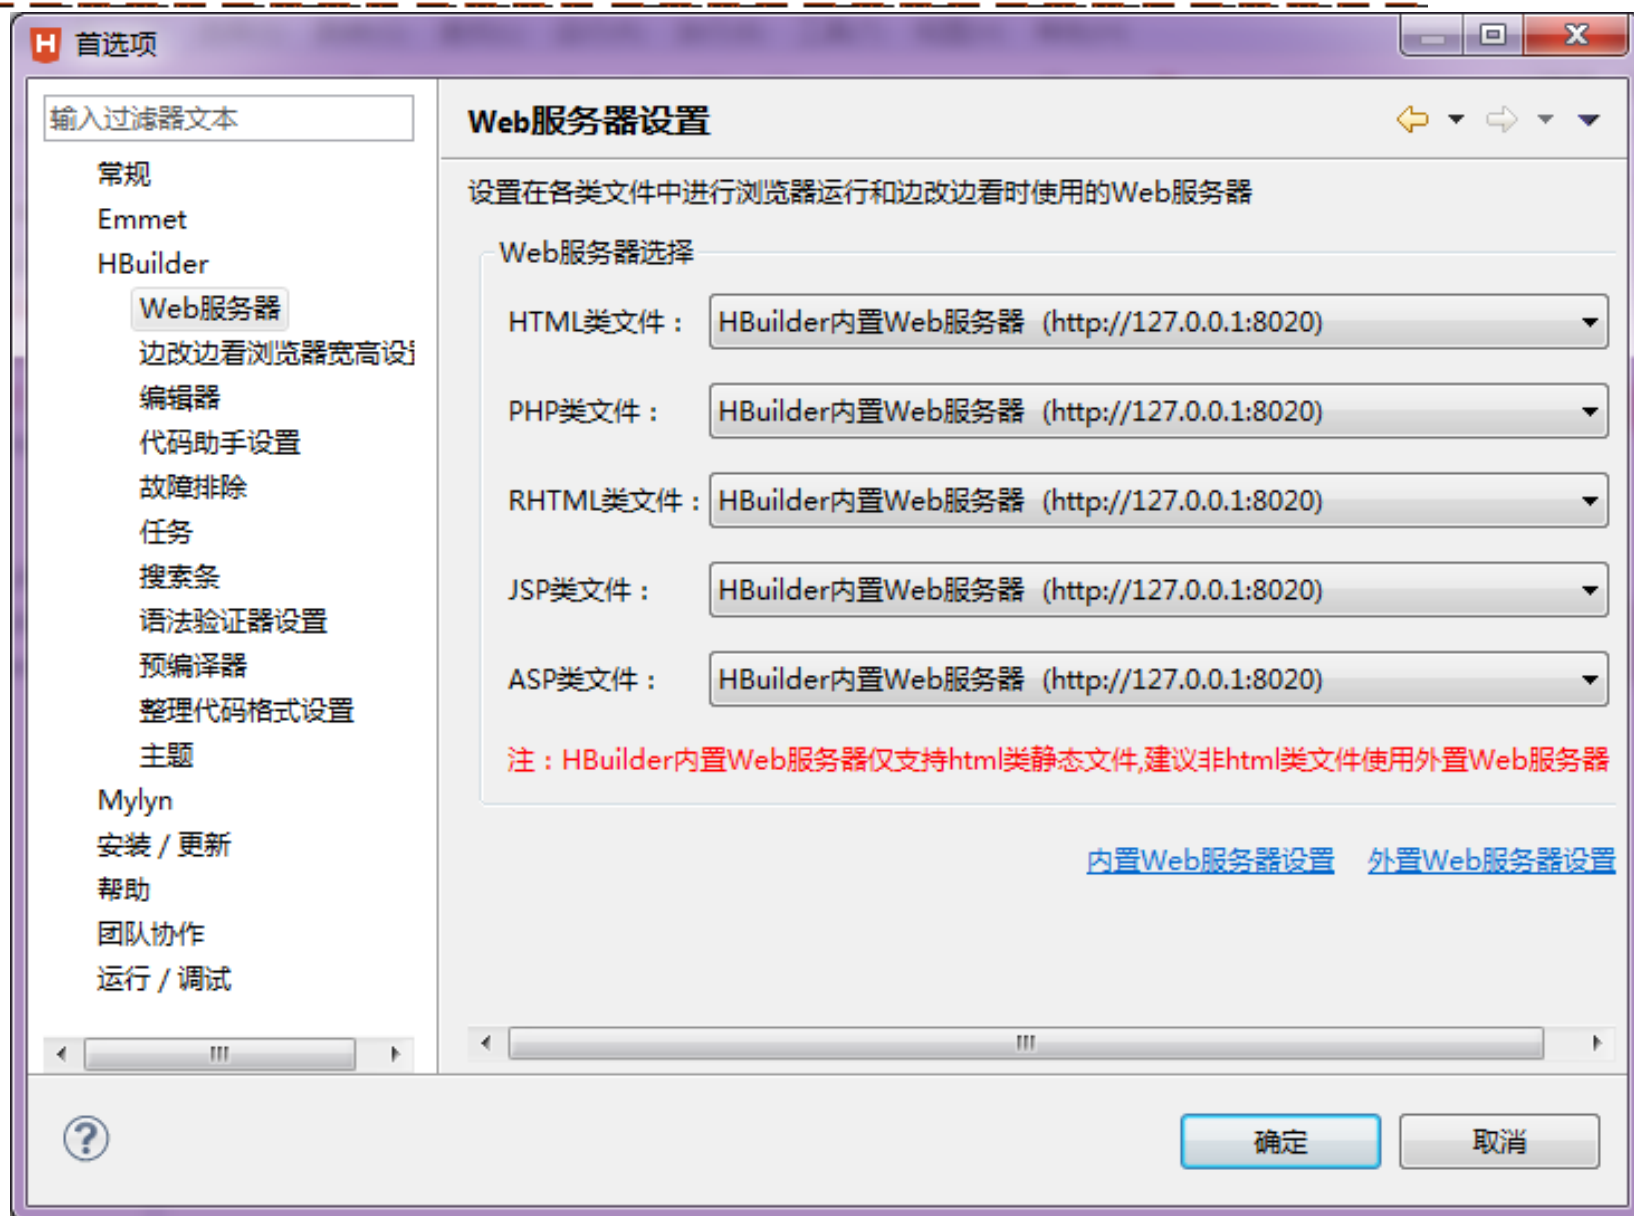 首选项
输入过滤器文本
常规
Emmet
HBuilder
Web服务器
边改边看浏览器宽高设
编辑器
代码助手设置
故障排除
任务
搜索条
语法验证器设置
预编译器
整理代码格式设置
主题
Mylyn
安装 / 更新
帮助
团队协作
运行 / 调试
Web服务器设置
设置在各类文件中进行浏览器运行和边改边看时使用的Web服务器
Web服务器选择
HTML类文件： HBuilder内置Web服务器 (http://127.0.0.1:8020)
PHP类文件： HBuilder内置Web服务器 (http://127.0.0.1:8020)
RHTML类文件： HBuilder内置Web服务器 (http://127.0.0.1:8020)
JSP类文件： HBuilder内置Web服务器 (http://127.0.0.1:8020)
ASP类文件： HBuilder内置Web服务器 (http://127.0.0.1:8020)
注：HBuilder内置Web服务器仅支持html类静态文件,建议非html类文件使用外置Web服务器
内置Web服务器设置 外置Web服务器设置
确定 取消